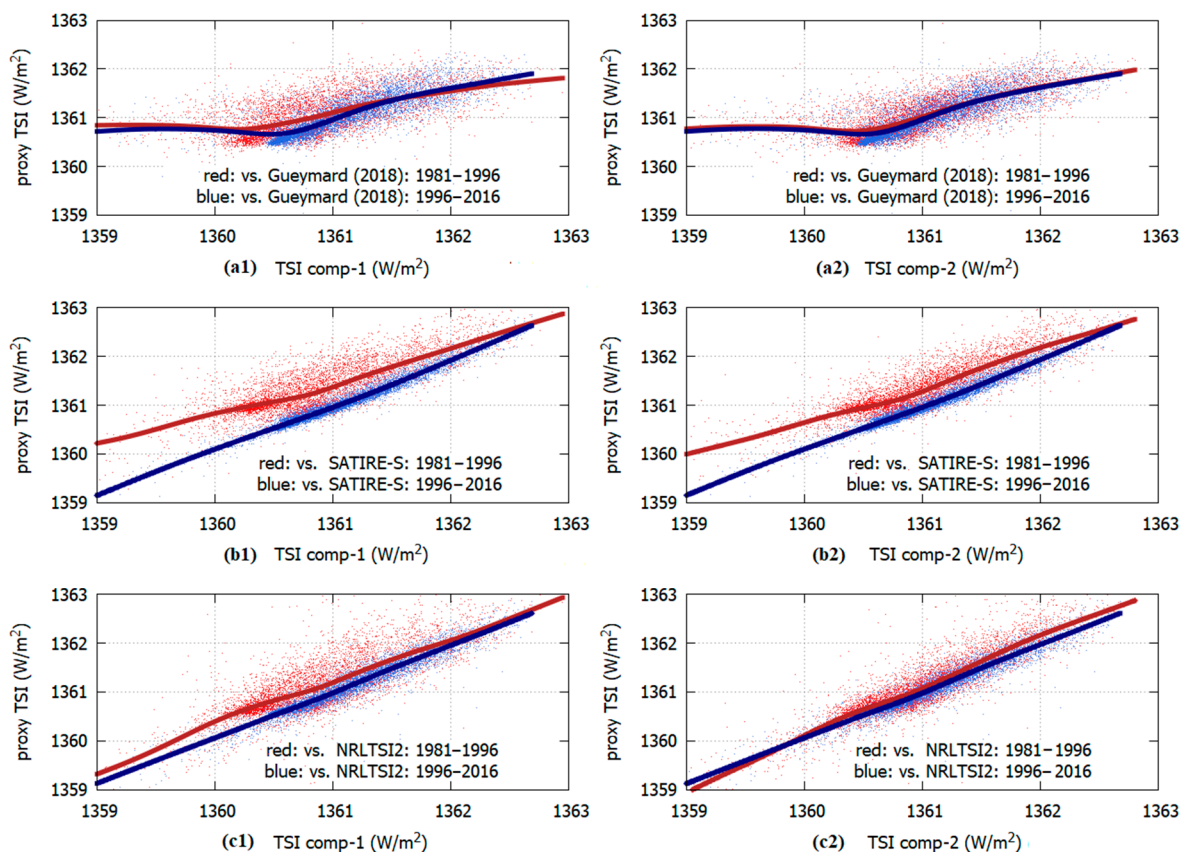 1363
1362
1361
1360
1359
proxy TSI (W/m²)
red: vs. Gueymard (2018): 1981−1996
blue: vs. Gueymard (2018): 1996−2016
1359 1360 1361 1362 1363
(a1) TSI comp-1 (W/m²)
1363
1362
1361
1360
1359
proxy TSI (W/m²)
red: vs. Gueymard (2018): 1981−1996
blue: vs. Gueymard (2018): 1996−2016
1359 1360 1361 1362 1363
(a2) TSI comp-2 (W/m²)
1363
1362
1361
1360
1359
proxy TSI (W/m²)
red: vs. SATIRE-S: 1981−1996
blue: vs. SATIRE-S: 1996−2016
1359 1360 1361 1362 1363
(b1) TSI comp-1 (W/m²)
1363
1362
1361
1360
1359
proxy TSI (W/m²)
red: vs. SATIRE-S: 1981−1996
blue: vs. SATIRE-S: 1996−2016
1359 1360 1361 1362 1363
(b2) TSI comp-2 (W/m²)
1363
1362
1361
1360
1359
proxy TSI (W/m²)
red: vs. NRLTSI2: 1981−1996
blue: vs. NRLTSI2: 1996−2016
1359 1360 1361 1362 1363
(c1) TSI comp-1 (W/m²)
1363
1362
1361
1360
1359
proxy TSI (W/m²)
red: vs. NRLTSI2: 1981−1996
blue: vs. NRLTSI2: 1996−2016
1359 1360 1361 1362 1363
(c2) TSI comp-2 (W/m²)